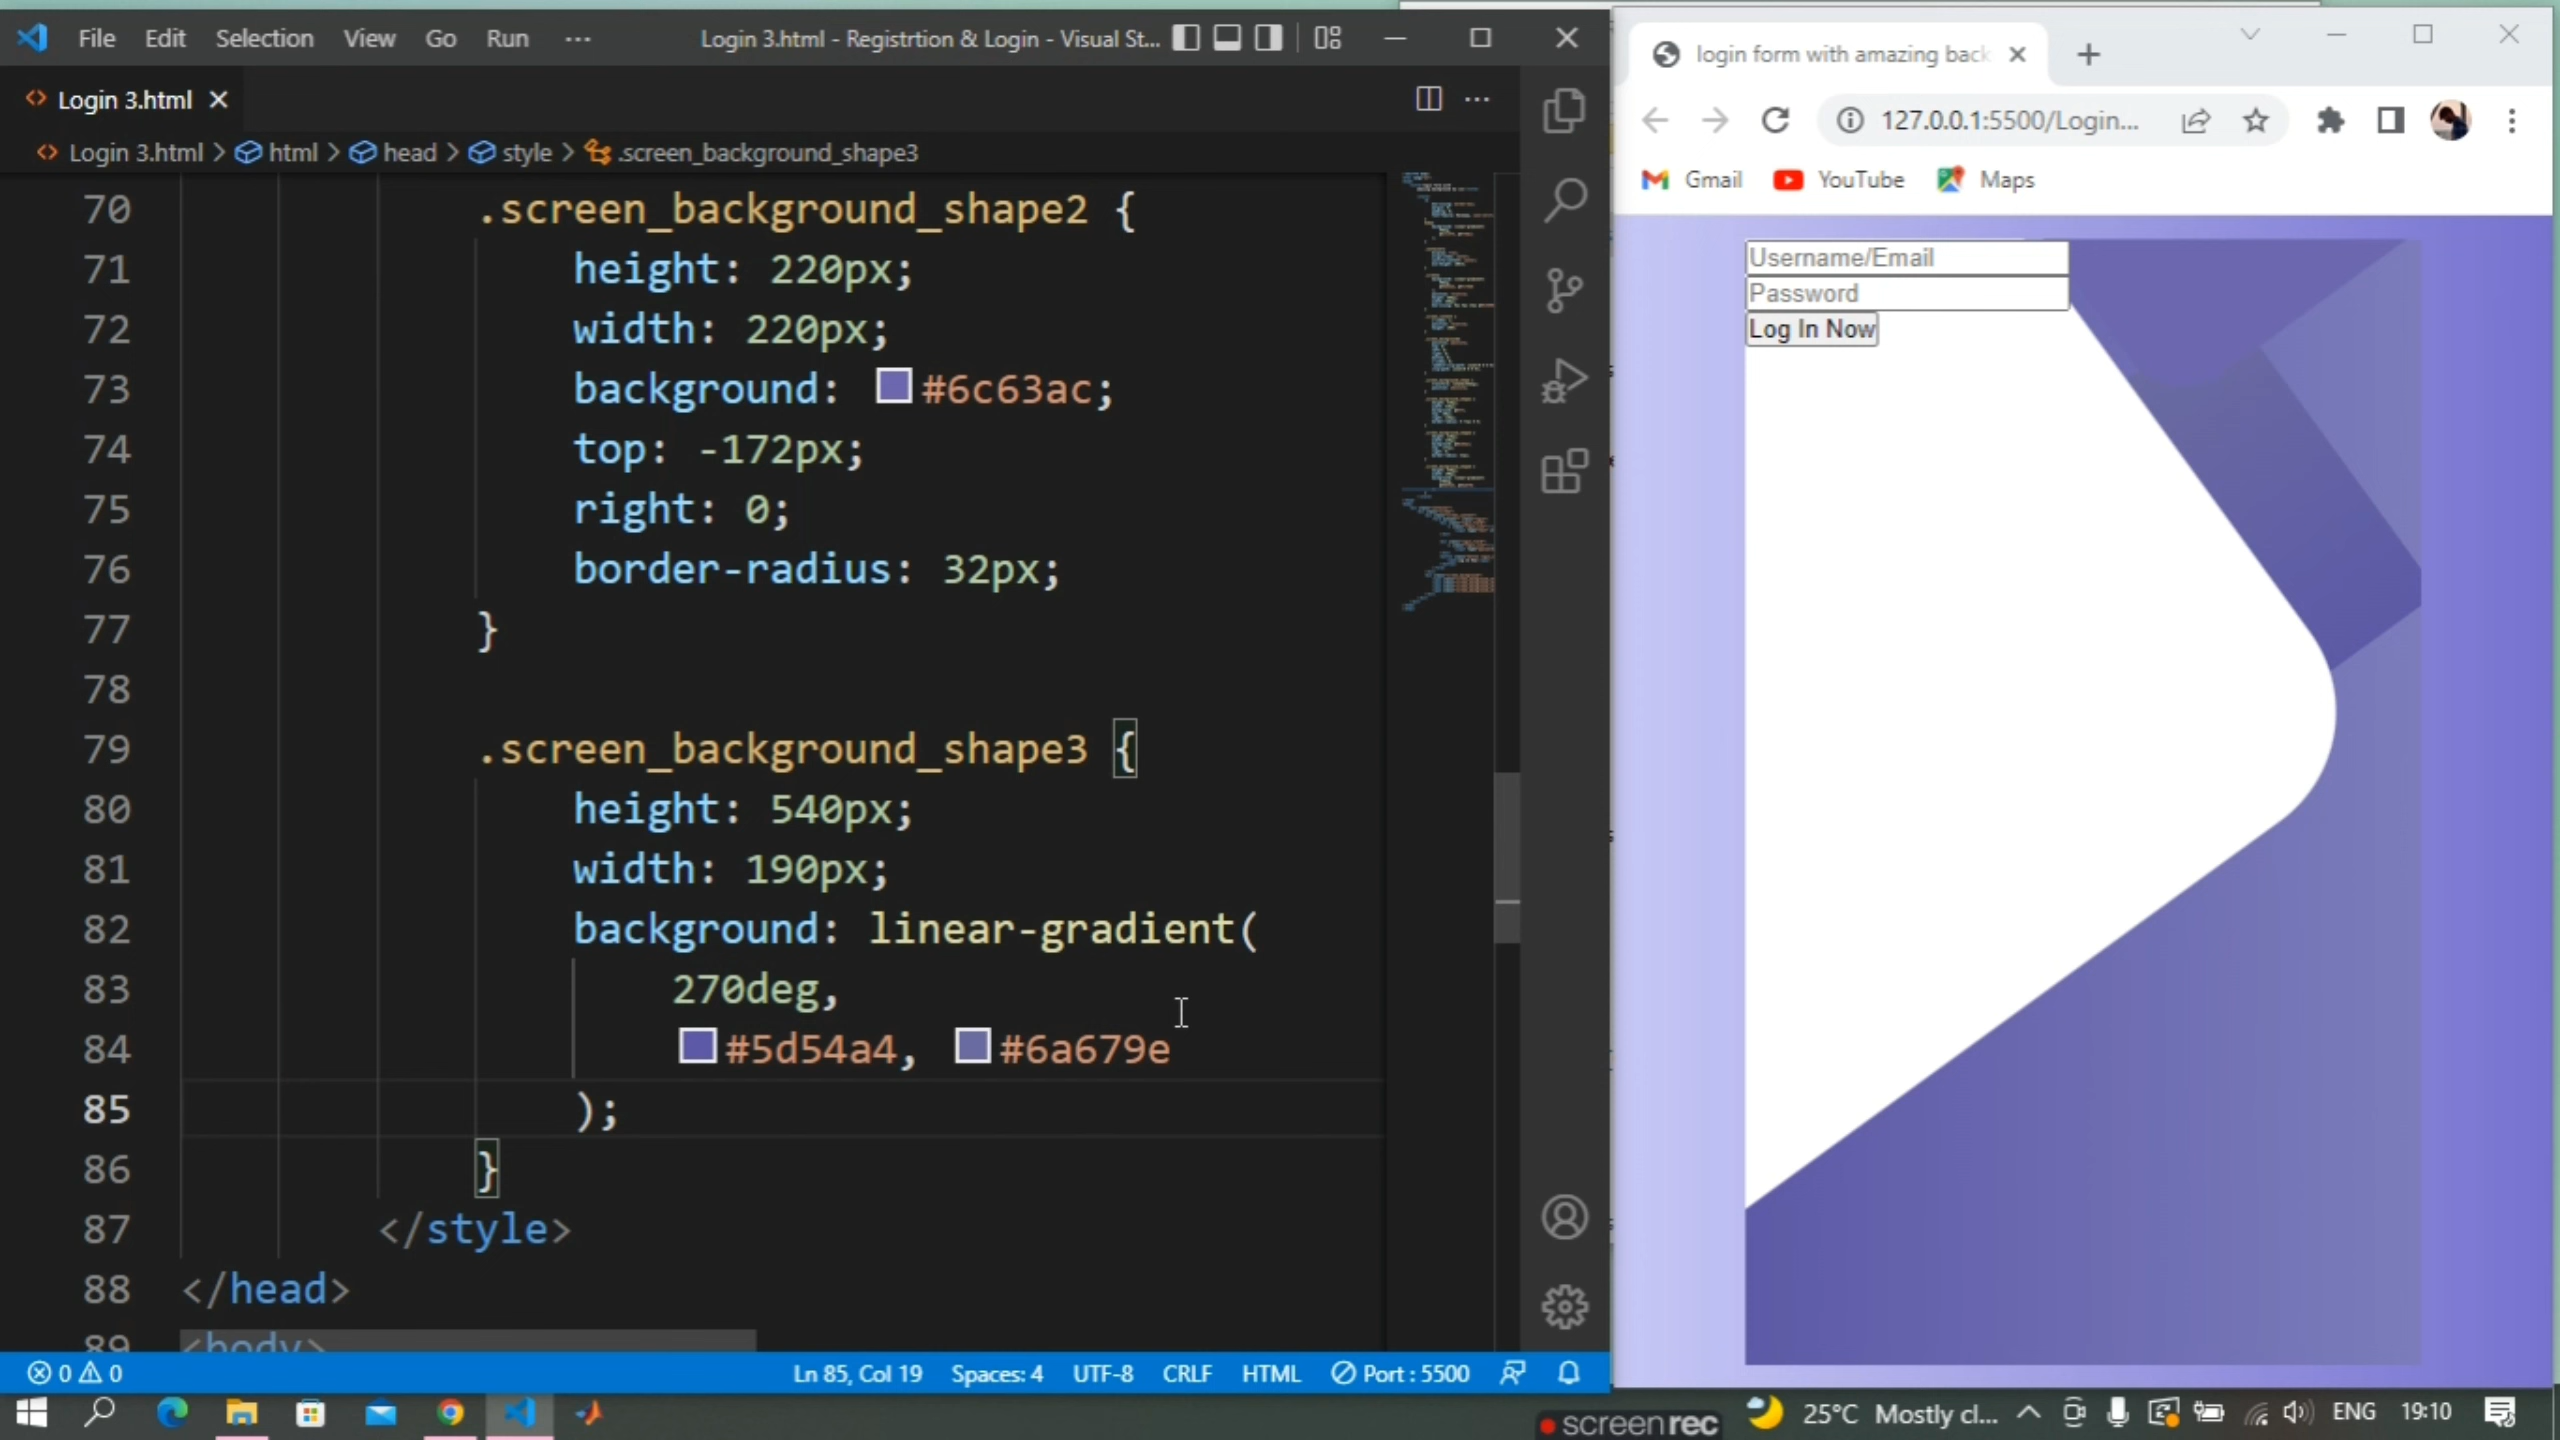 File Edit Selection View Go Run ··· Login 3.html - Registrtion & Login - Visual St...
Login 3.html
Login 3.html > html > head > style > .screen_background_shape3
70 .screen_background_shape2 {
71 height: 220px;
72 width: 220px;
73 background: #6c63ac;
74 top: -172px;
75 right: 0;
76 border-radius: 32px;
77 }
78
79 .screen_background_shape3 {
80 height: 540px;
81 width: 190px;
82 background: linear-gradient(
83 270deg,
84 #5d54a4, #6a679e
85 );
86 }
87 </style>
88 </head>
89 <body>
0 0 Ln 85, Col 19 Spaces: 4 UTF-8 CRLF HTML Port : 5500
login form with amazing back
127.0.0.1:5500/Login...
Gmail YouTube Maps
Username/Email
Password
Log In Now
screenrec
25°C Mostly cl... ENG 19:10